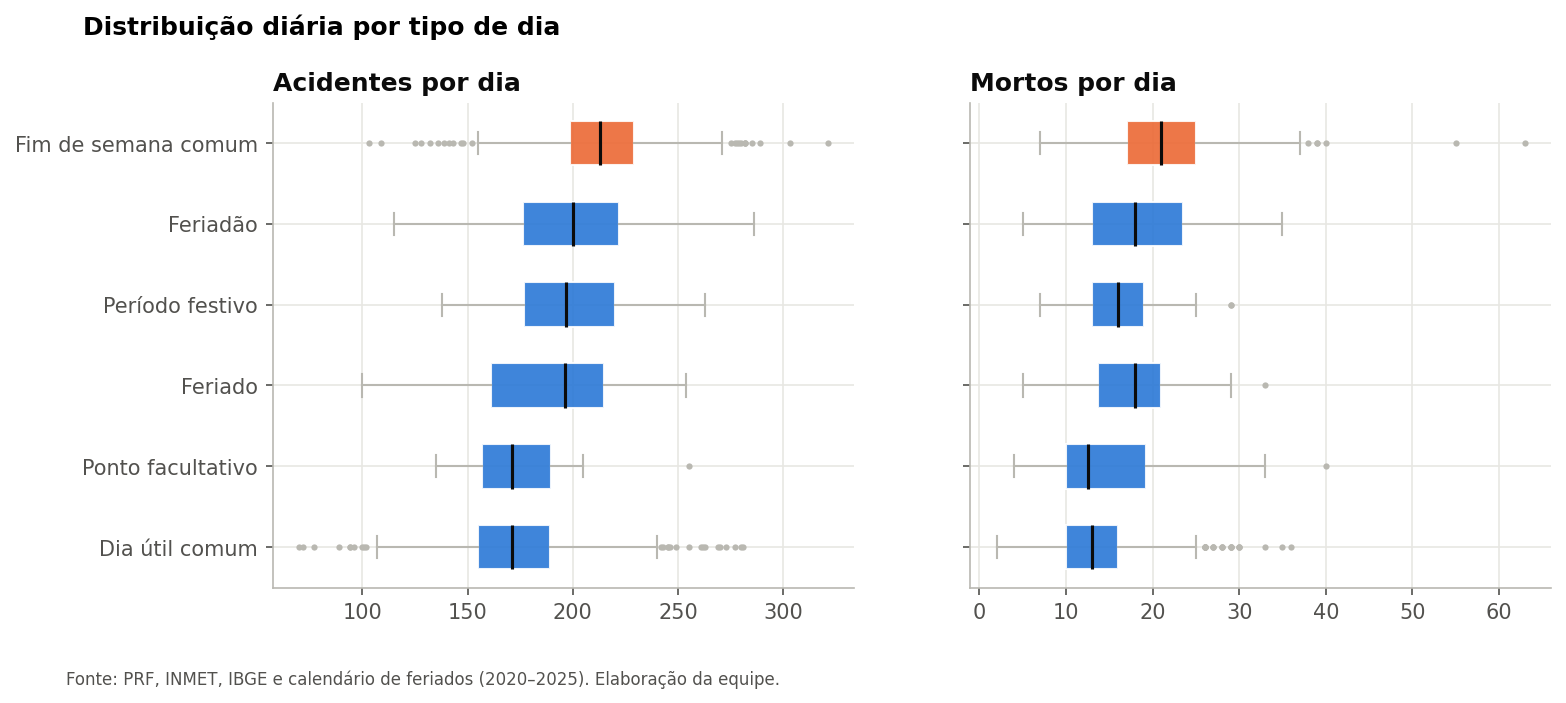 Distribuição diária por tipo de dia
Acidentes por dia
Mortos por dia
Fim de semana comum
Feriadão
Período festivo
Feriado
Ponto facultativo
Dia útil comum
100 150 200 250 300
0 10 20 30 40 50 60
Fonte: PRF, INMET, IBGE e calendário de feriados (2020–2025). Elaboração da equipe.